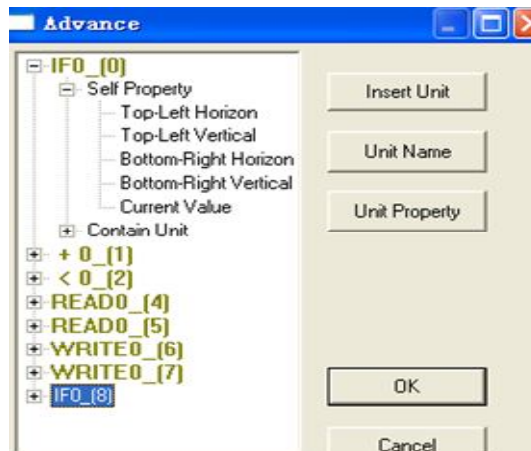 Advance
IF0_(0)
Self Property
Top-Left Horizon
Top-Left Vertical
Bottom-Right Horizon
Bottom-Right Vertical
Current Value
Contain Unit
+ 0_(1)
< 0_(2)
READ0_(4)
READ0_(5)
WRITE0_(6)
WRITE0_(7)
IF0_(8)
Insert Unit
Unit Name
Unit Property
OK
Cancel